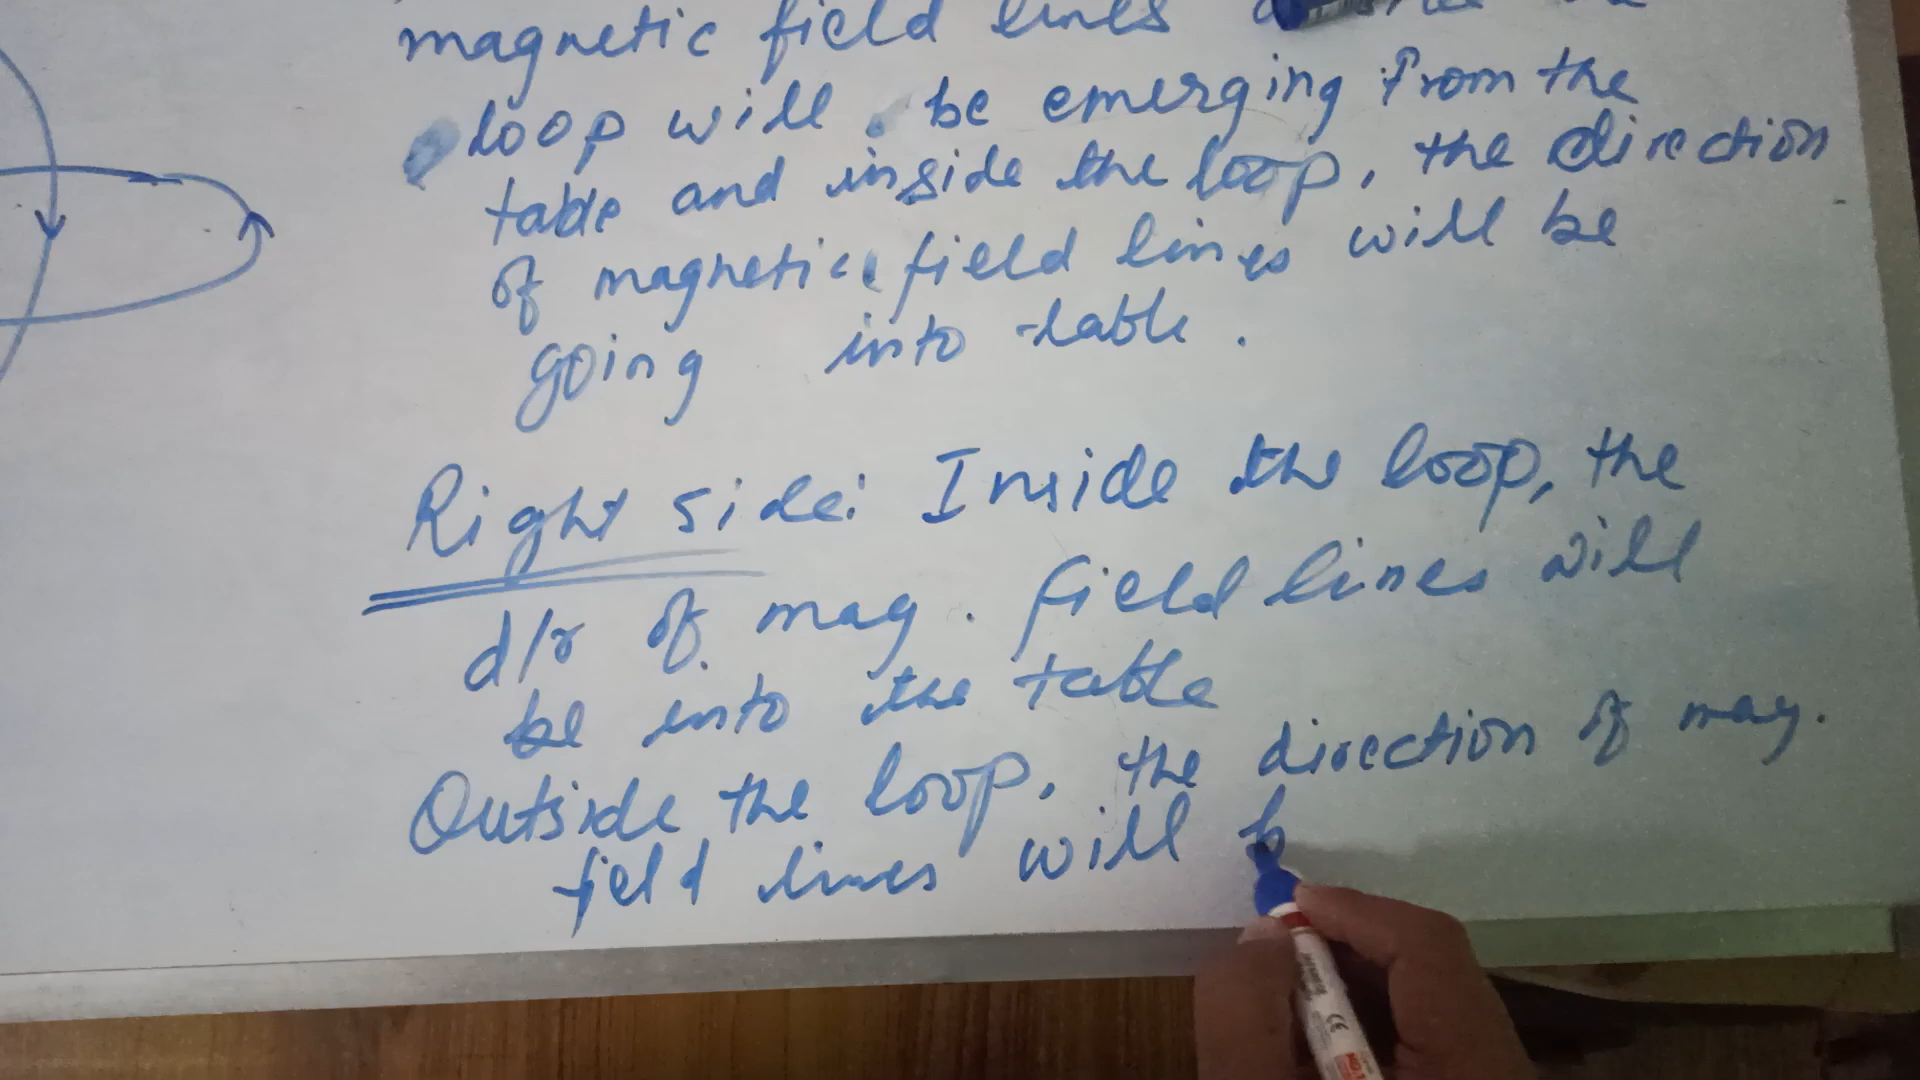 magnetic field lines
loop will be emerging from the
table and inside the loop, the direction
of magnetic field lines will be
going into table.
Right side: Inside the loop, the
d/r of mag. field lines will
be into the table
Outside the loop, the direction of mag.
field lines will b